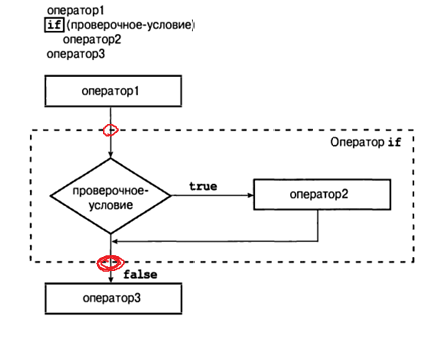 оператор1
if (проверочное-условие)
оператор2
оператор3
оператор1
Оператор if
проверочное-
условие
true
оператор2
false
оператор3